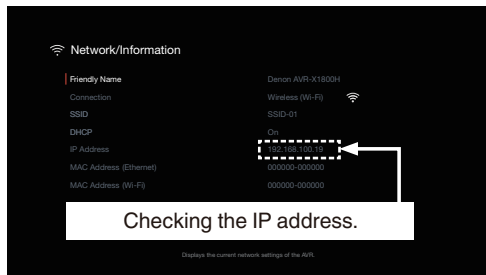 Network/Information
Friendly Name Denon AVR-X1800H
Connection Wireless (Wi-Fi)
SSID SSID-01
DHCP On
IP Address 192.168.100.19
MAC Address (Ethernet) 000000-000000
MAC Address (Wi-Fi) 000000-000000
Checking the IP address.
Displays the current network settings of the AVR.